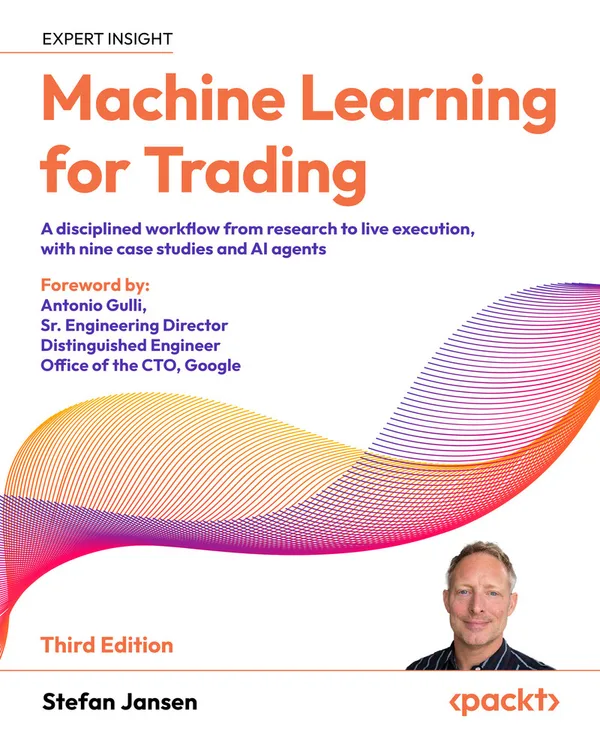 EXPERT INSIGHT
Machine Learning
for Trading
A disciplined workflow from research to live execution,
with nine case studies and AI agents
Foreword by:
Antonio Gulli,
Sr. Engineering Director
Distinguished Engineer
Office of the CTO, Google
Third Edition
Stefan Jansen
<packt>